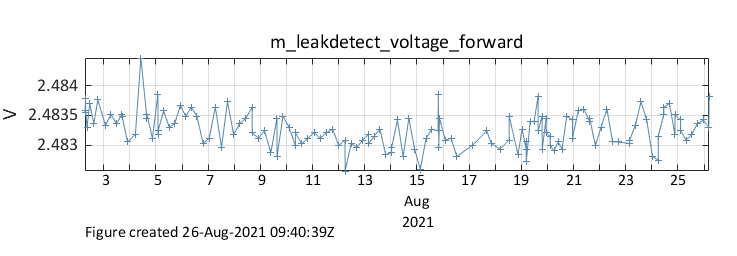 m_leakdetect_voltage_forward
2.484
2.4835
2.483
V
3 5 7 9 11 13 15 17 19 21 23 25
Aug
2021
Figure created 26-Aug-2021 09:40:39Z